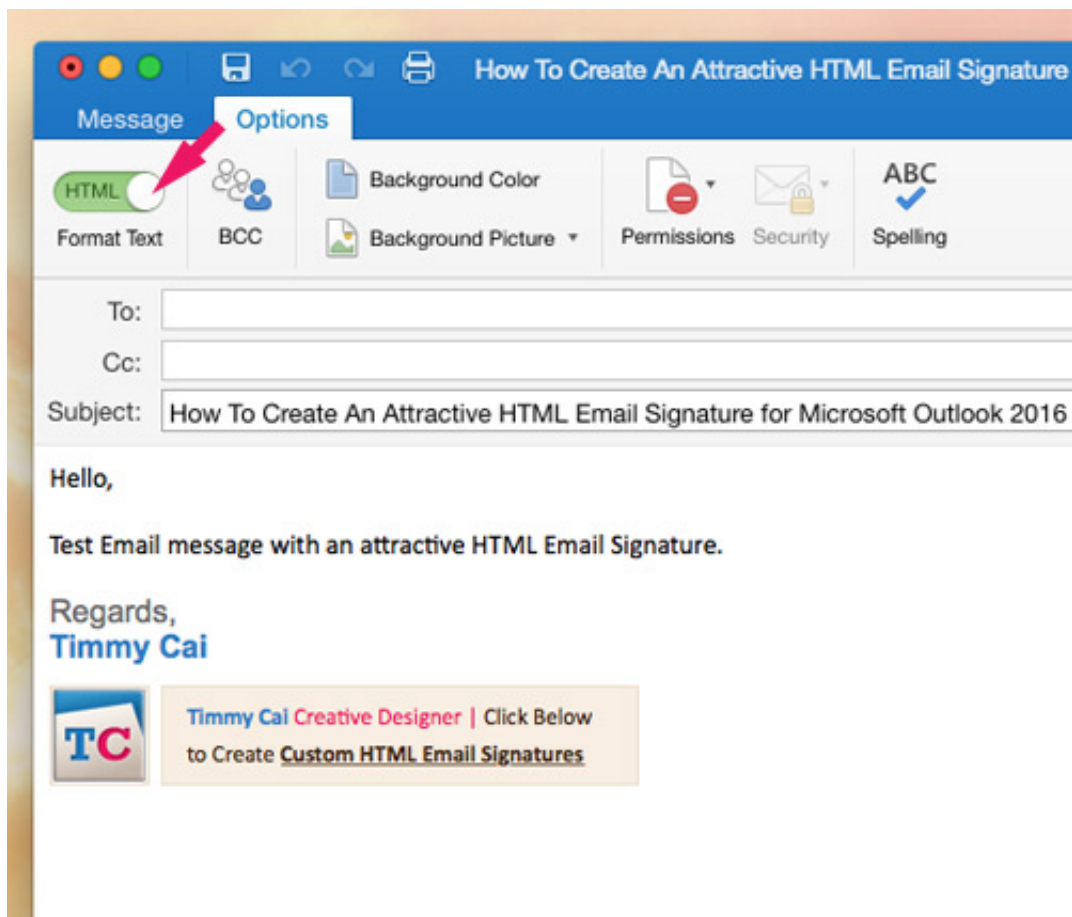 How To Create An Attractive HTML Email Signature
Message Options
HTML
Format Text
BCC
Background Color
Background Picture
Permissions
Security
ABC
Spelling
To:
Cc:
Subject: How To Create An Attractive HTML Email Signature for Microsoft Outlook 2016
Hello,
Test Email message with an attractive HTML Email Signature.
Regards,
Timmy Cai
TC
Timmy Cai Creative Designer | Click Below
to Create Custom HTML Email Signatures